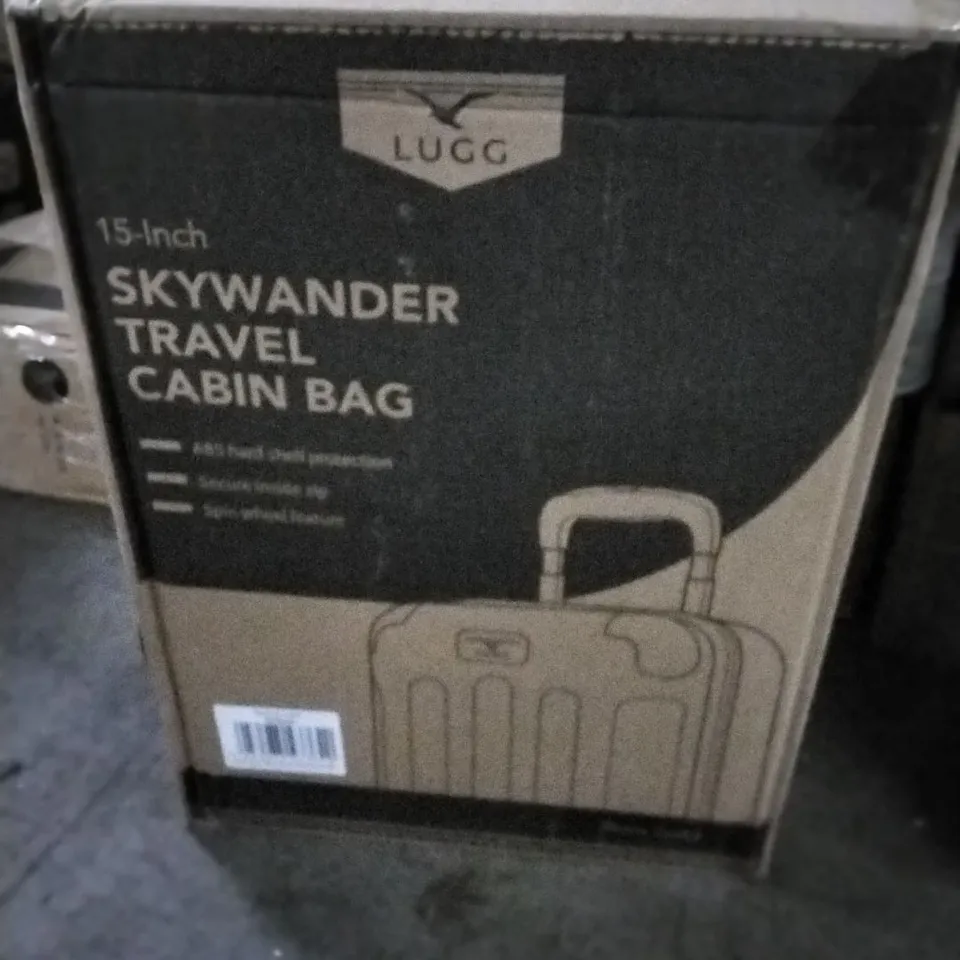 LUGG
15-Inch
SKYWANDER
TRAVEL
CABIN BAG
ABS hard shell protection
Secure inside zip
Spin wheel feature